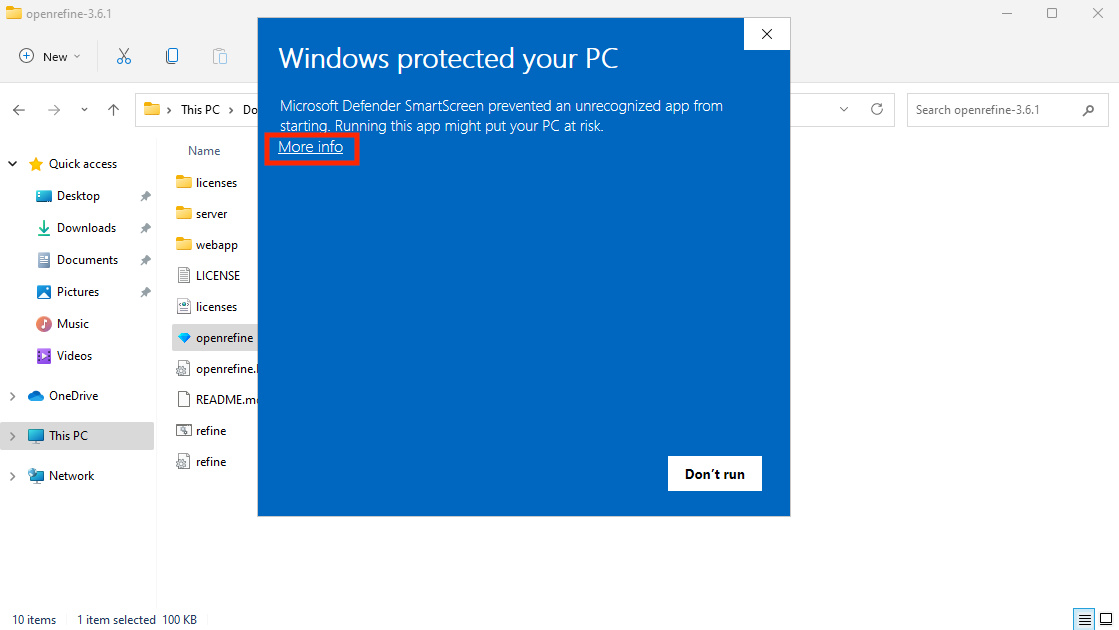 openrefine-3.6.1
New
This PC
Do
Search openrefine-3.6.1
Quick access
Desktop
Downloads
Documents
Pictures
Music
Videos
OneDrive
This PC
Network
Name
licenses
server
webapp
LICENSE
licenses
openrefine
openrefine.
README.m
refine
refine
Windows protected your PC
Microsoft Defender SmartScreen prevented an unrecognized app from
starting. Running this app might put your PC at risk.
More info
Don't run
10 items
1 item selected 100 KB